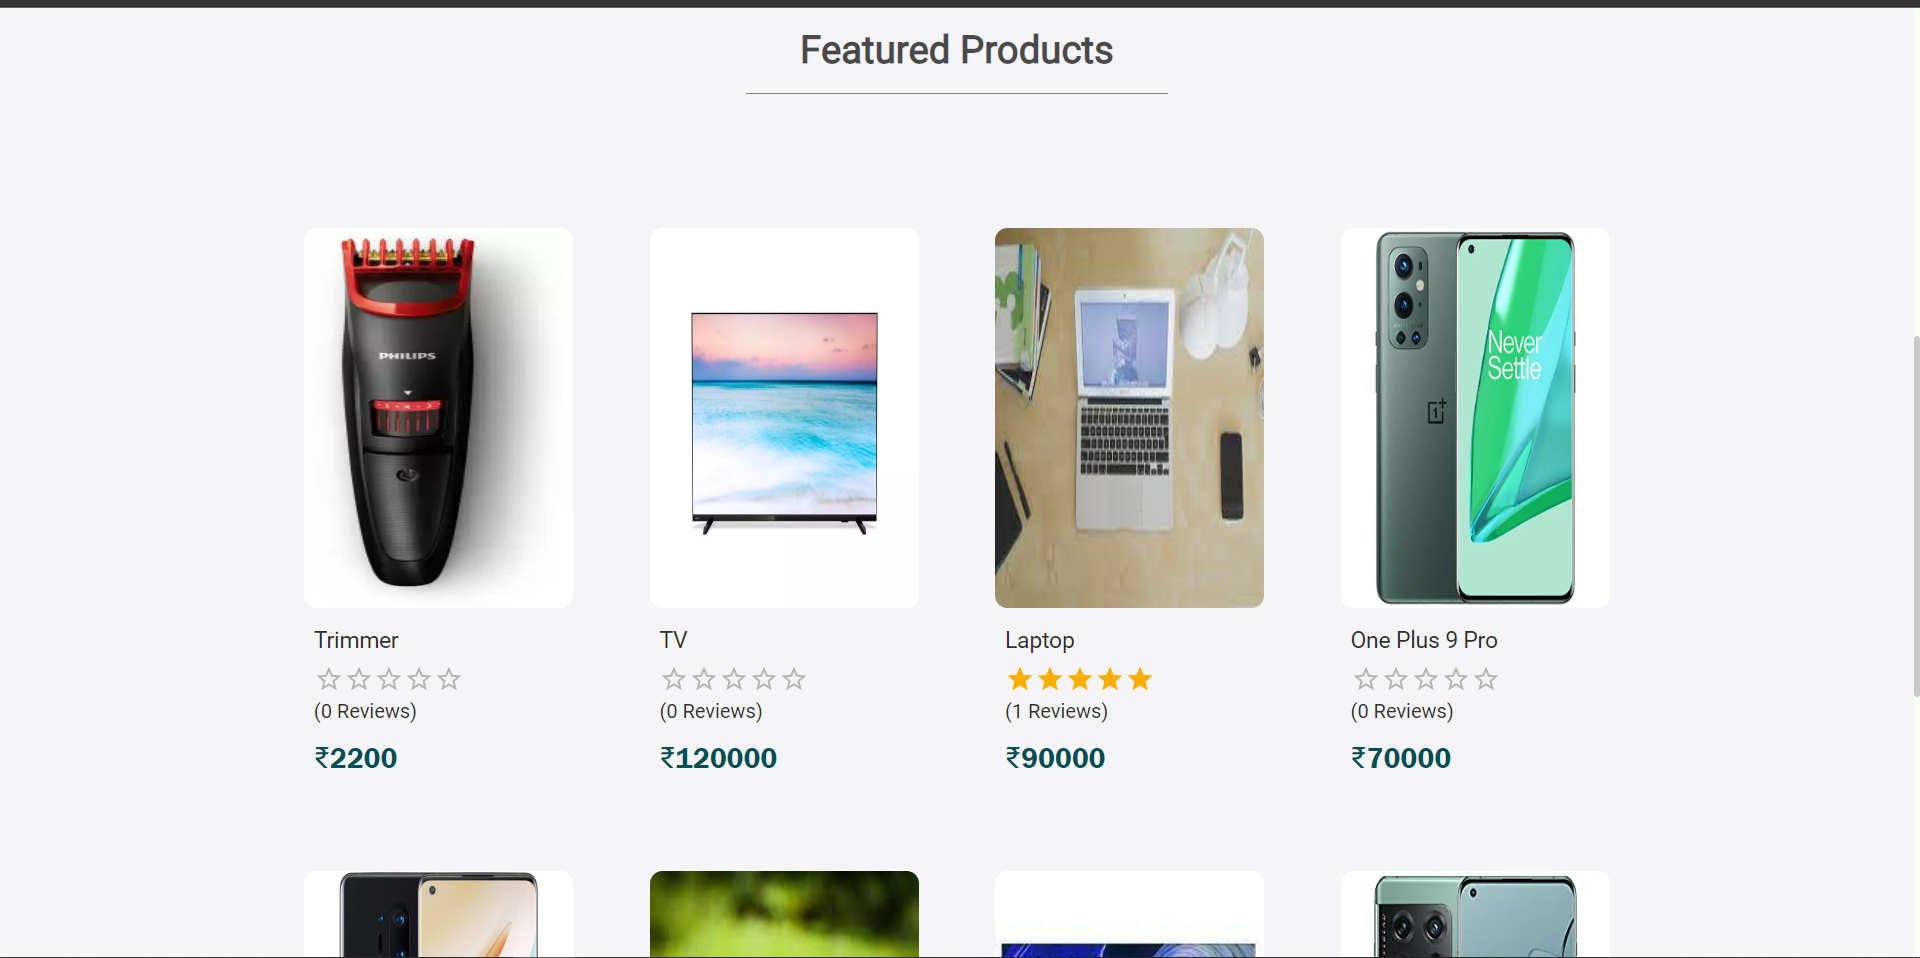 Featured Products
PHILIPS
Never
Settle
Trimmer
TV
Laptop
One Plus 9 Pro
(0 Reviews)
(0 Reviews)
(1 Reviews)
(0 Reviews)
₹2200
₹120000
₹90000
₹70000